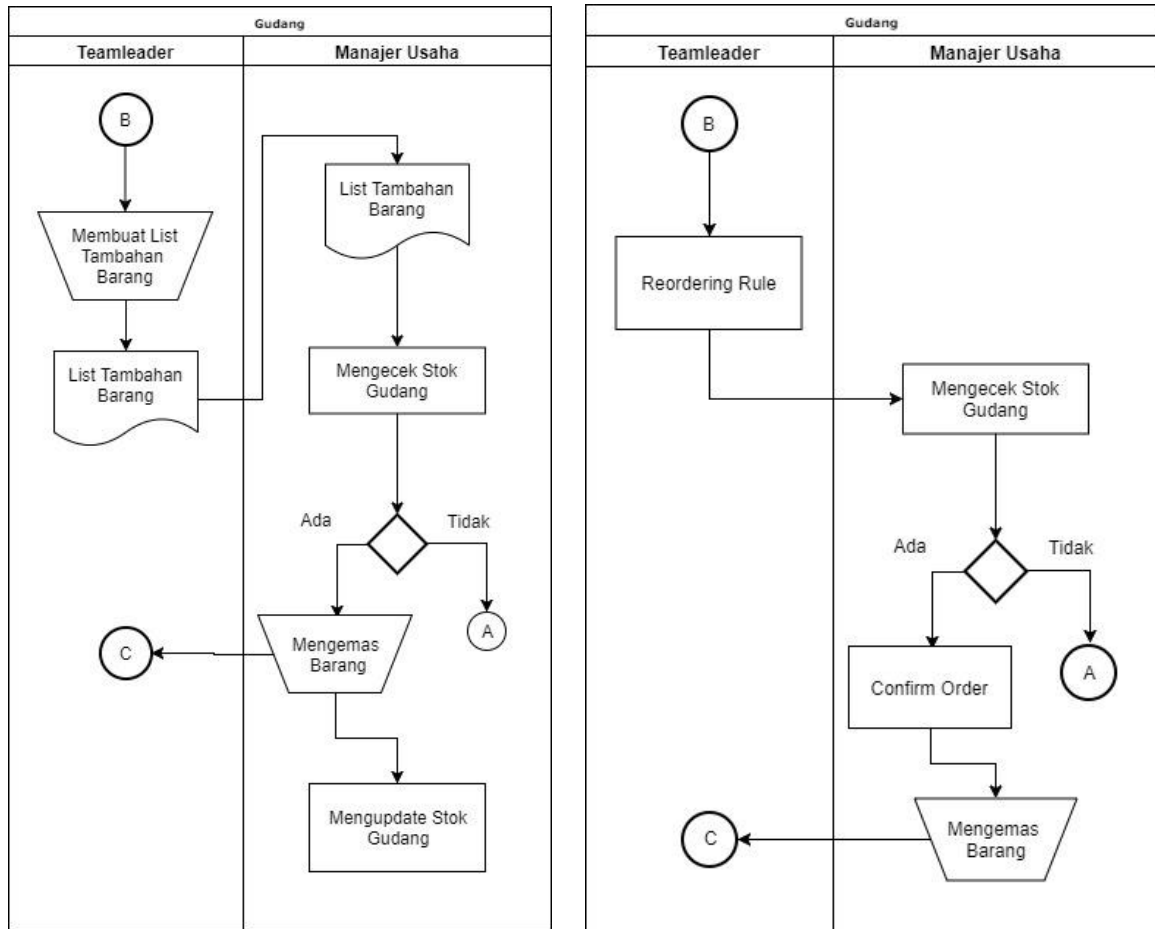 Gudang
Teamleader
Manajer Usaha
B
List Tambahan
Barang
Membuat List
Tambahan
Barang
List Tambahan
Barang
Mengecek Stok
Gudang
Ada
Tidak
A
Mengemas
Barang
C
Mengupdate Stok
Gudang
Gudang
Teamleader
Manajer Usaha
B
Reordering Rule
Mengecek Stok
Gudang
Ada
Tidak
Confirm Order
A
Mengemas
Barang
C